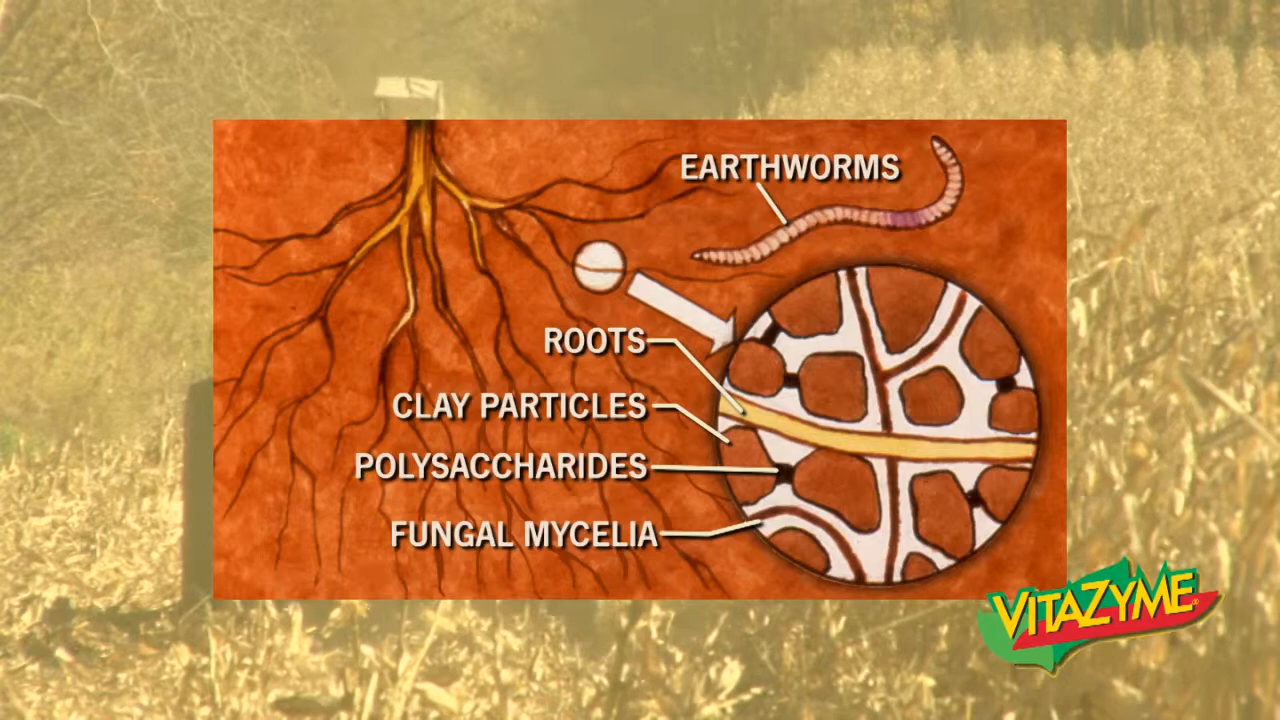 EARTHWORMS
ROOTS
CLAY PARTICLES
POLYSACCHARIDES
FUNGAL MYCELIA
VITAZYME®